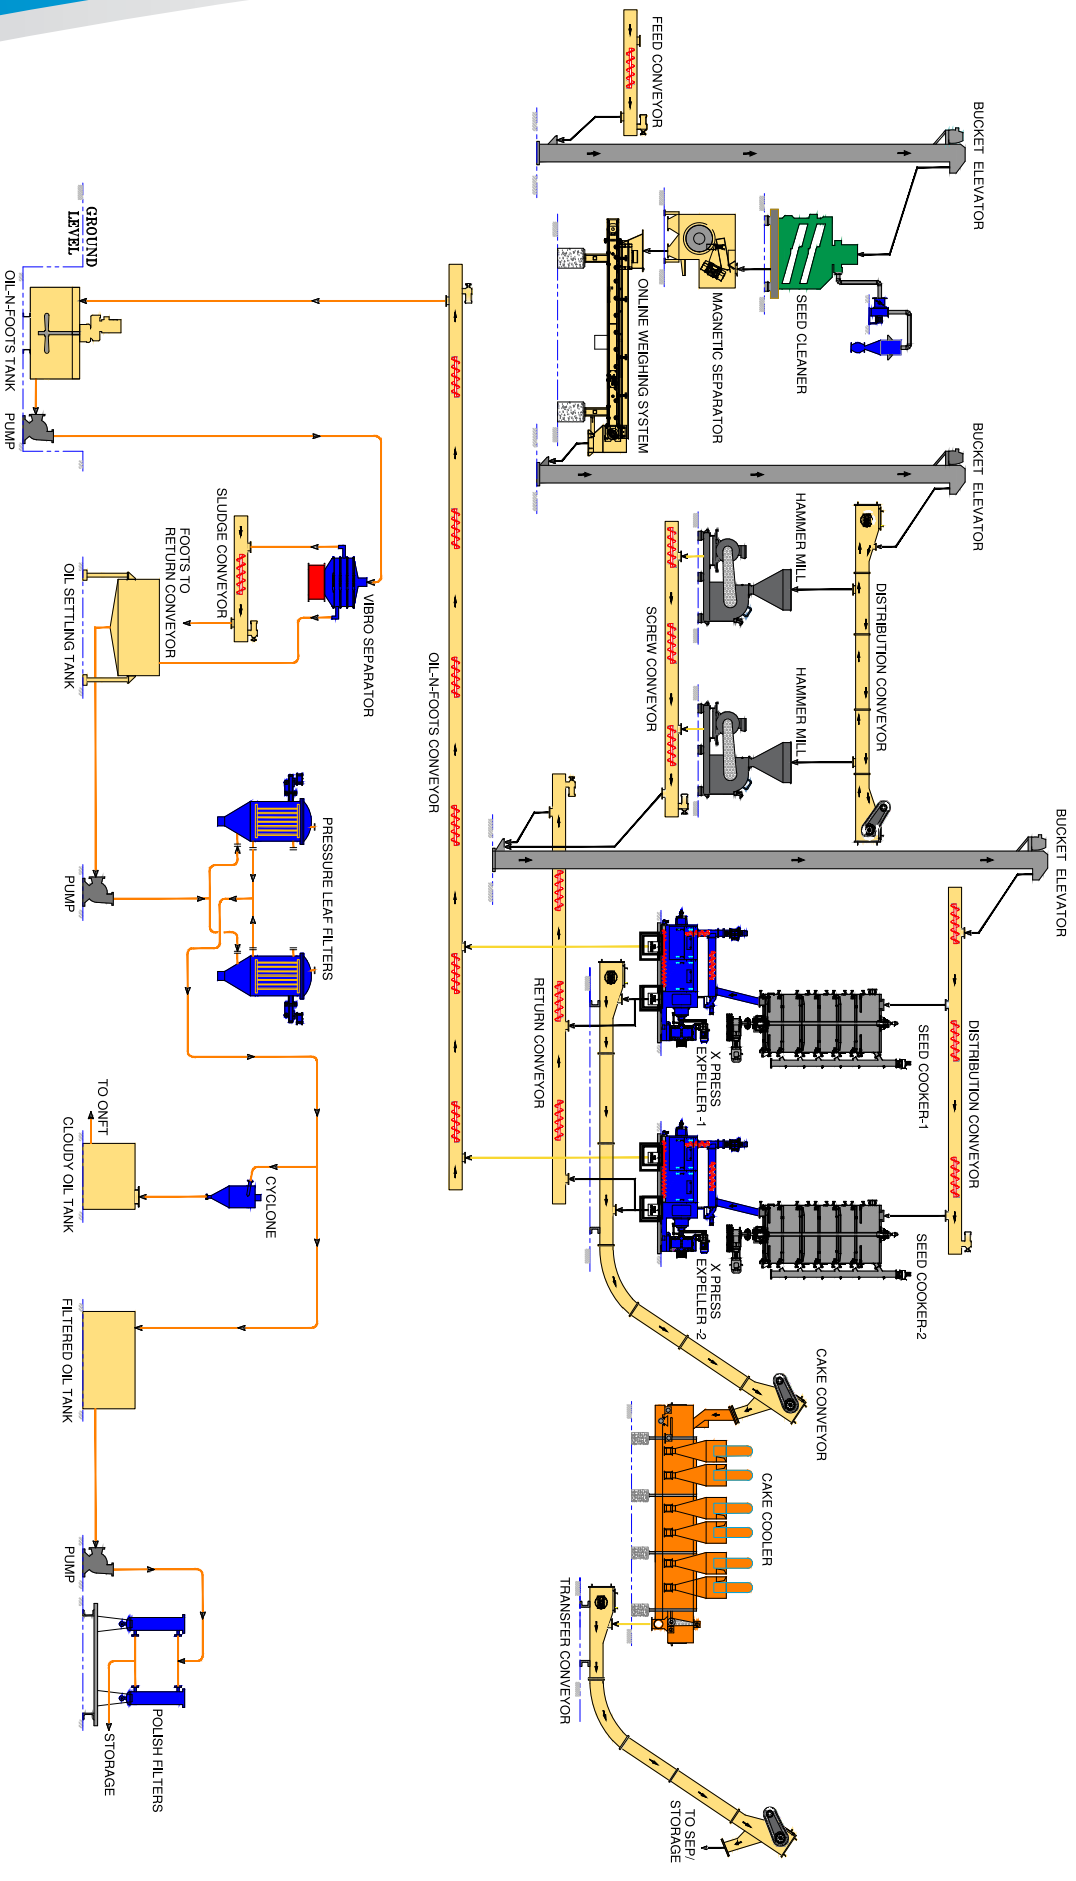 BUCKET ELEVATOR
FEED CONVEYOR
SEED CLEANER
MAGNETIC SEPARATOR
ONLINE WEIGHING SYSTEM
BUCKET ELEVATOR
HAMMER MILL
HAMMER MILL
DISTRIBUTION CONVEYOR
SCREW CONVEYOR
BUCKET ELEVATOR
DISTRIBUTION CONVEYOR
SEED COOKER-1
SEED COOKER-2
X PRESS
EXPELLER -1
X PRESS
EXPELLER -2
RETURN CONVEYOR
CAKE CONVEYOR
CAKE COOLER
TRANSFER CONVEYOR
TO SEP/
STORAGE
OIL-N-FOOTS CONVEYOR
GROUND
LEVEL
OIL-N-FOOTS TANK
PUMP
VIBRO SEPARATOR
SLUDGE CONVEYOR
FOOTS TO
RETURN CONVEYOR
OIL SETTLING TANK
PUMP
PRESSURE LEAF FILTERS
CYCLONE
TO ONFT
CLOUDY OIL TANK
FILTERED OIL TANK
PUMP
POLISH FILTERS
STORAGE